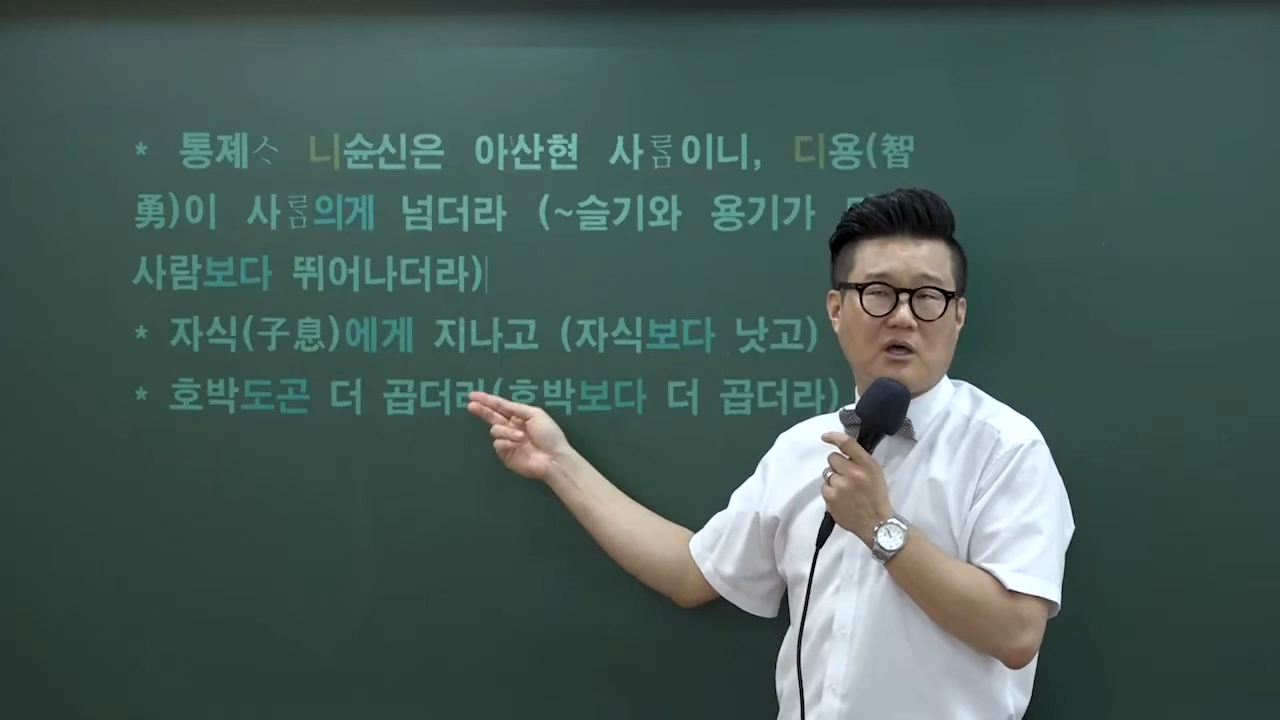 * 통제ᄉᆞ 니슌신은 아산현 사ᄅᆞᆷ이니, 디용(智
勇)이 사ᄅᆞᆷ의게 넘더라 (~슬기와 용기가
사람보다 뛰어나더라)
* 자식(子息)에게 지나고 (자식보다 낫고)
* 호박도곤 더 곱더라(호박보다 더 곱더라)